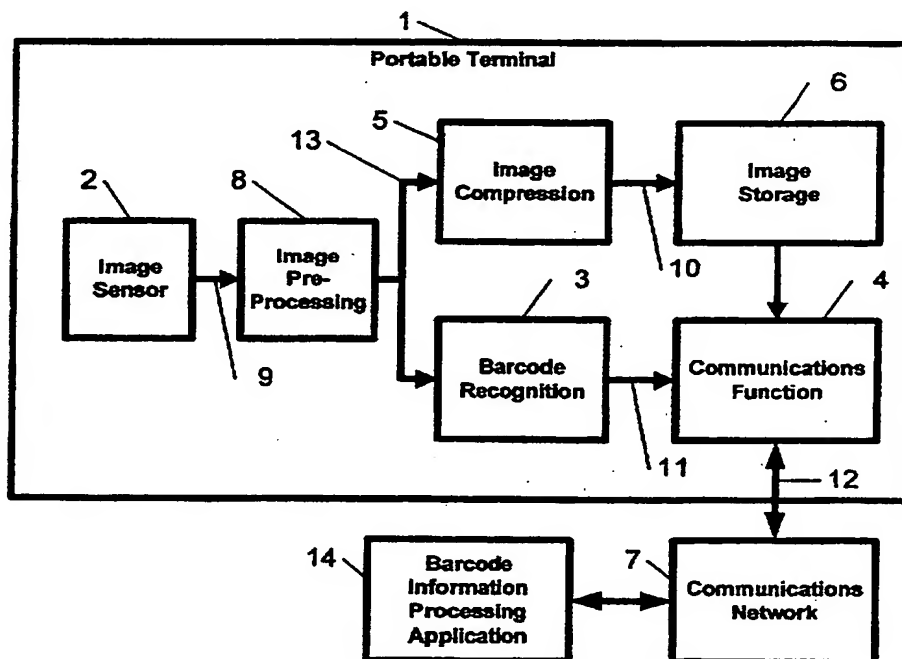 1
Portable Terminal
6
5
13
Image
Compression
Image
Storage
2
8
Image
Sensor
Image
Pre-
Processing
10
3
4
9
Barcode
Recognition
Communications
Function
11
12
14
Barcode
Information
Processing
Application
7
Communications
Network